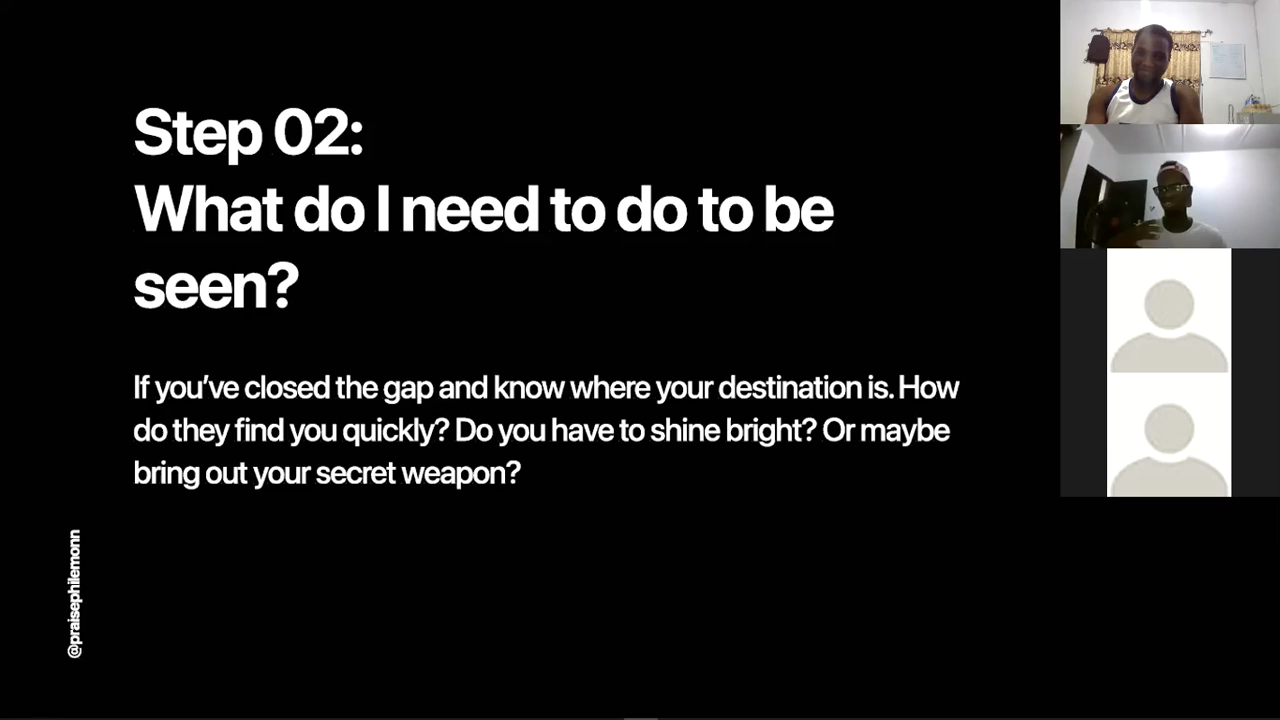 Step 02:
What do I need to do to be
seen?
If you’ve closed the gap and know where your destination is. How
do they find you quickly? Do you have to shine bright? Or maybe
bring out your secret weapon?
@praisephilemonn